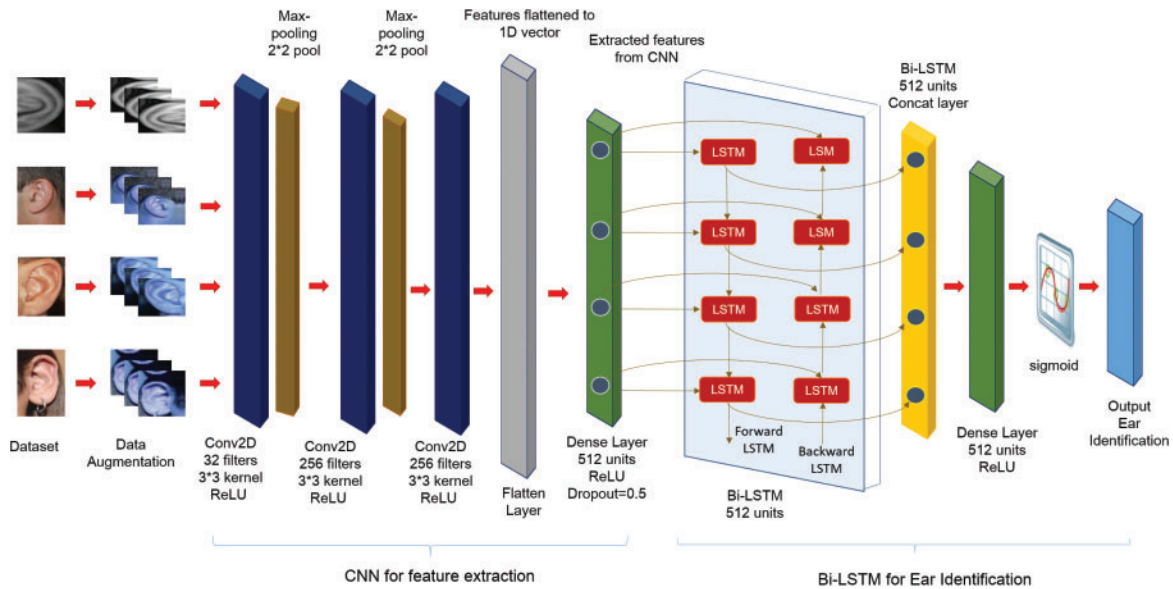 Max-
pooling
2*2 pool
Max-
pooling
2*2 pool
Features flattened to
1D vector
Extracted features
from CNN
Bi-LSTM
512 units
Concat layer
LSTM
LSM
LSTM
LSM
LSTM
LSTM
LSTM
LSTM
Forward
LSTM
Backward
LSTM
sigmoid
Dataset
Data
Augmentation
Conv2D
32 filters
3*3 kernel
ReLU
Conv2D
256 filters
3*3 kernel
ReLU
Conv2D
256 filters
3*3 kernel
ReLU
Flatten
Layer
Dense Layer
512 units
ReLU
Dropout=0.5
Bi-LSTM
512 units
Dense Layer
512 units
ReLU
Output
Ear
Identification
CNN for feature extraction
Bi-LSTM for Ear Identification